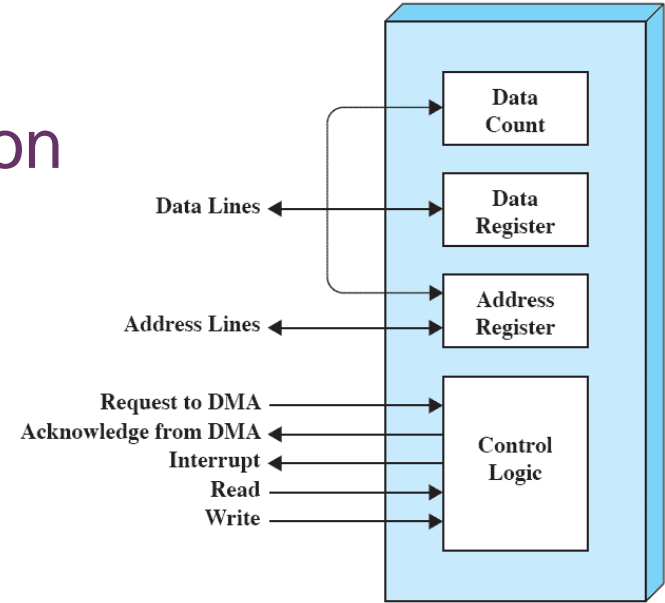 on
Data
Count
Data Lines
Data
Register
Address Lines
Address
Register
Request to DMA
Acknowledge from DMA
Interrupt
Read
Write
Control
Logic